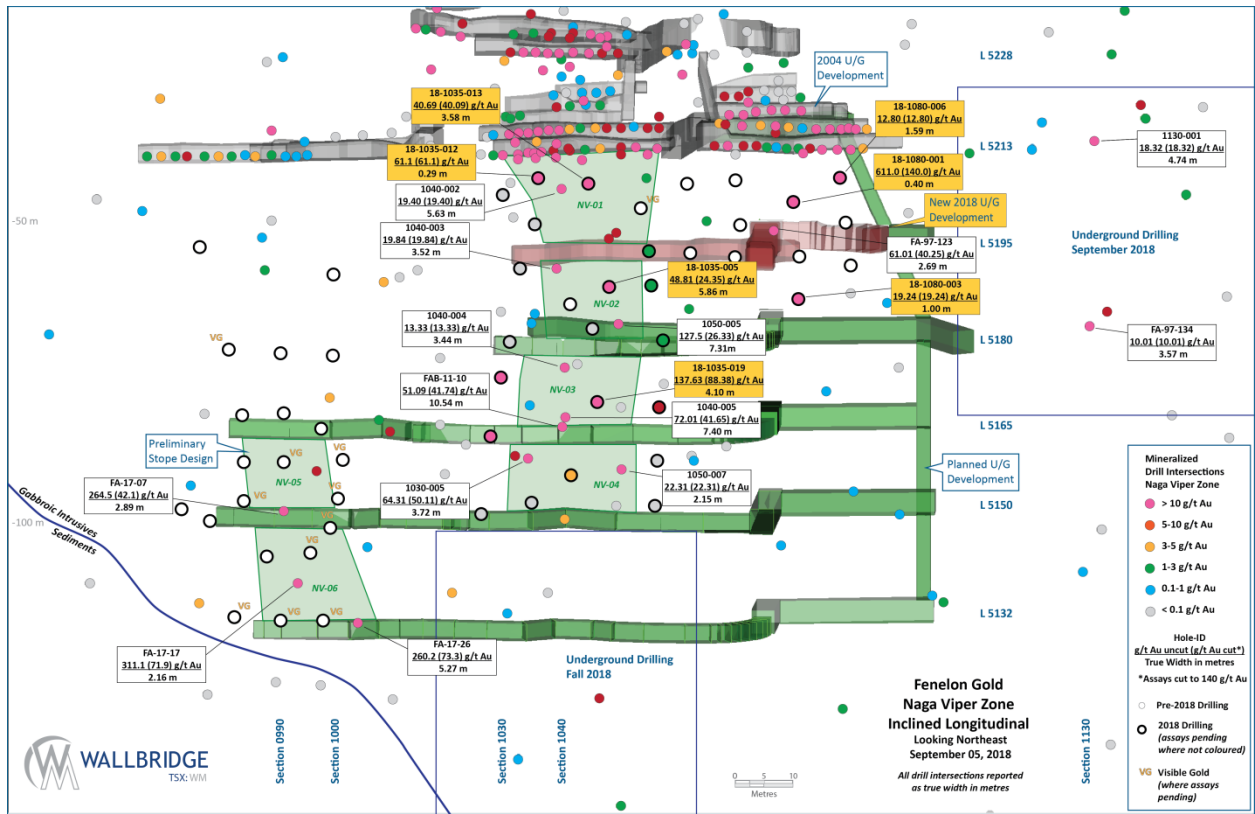 L 5228
2004 U/G
Development
18-1035-013
40.69 (40.09) g/t Au
3.58 m
18-1080-006
12.80 (12.80) g/t Au
1.59 m
1130-001
18.32 (18.32) g/t Au
4.74 m
L 5213
18-1035-012
61.1 (61.1) g/t Au
0.29 m
18-1080-001
611.0 (140.0) g/t Au
0.40 m
1040-002
19.40 (19.40) g/t Au
5.63 m
NV-01
VG
-50 m
New 2018 U/G
Development
Underground Drilling
September 2018
1040-003
19.84 (19.84) g/t Au
3.52 m
L 5195
FA-97-123
61.01 (40.25) g/t Au
2.69 m
18-1035-005
48.81 (24.35) g/t Au
5.86 m
18-1080-003
19.24 (19.24) g/t Au
1.00 m
NV-02
1040-004
13.33 (13.33) g/t Au
3.44 m
1050-005
127.5 (26.33) g/t Au
7.31m
L 5180
FA-97-134
10.01 (10.01) g/t Au
3.57 m
VG
FAB-11-10
51.09 (41.74) g/t Au
10.54 m
NV-03
18-1035-019
137.63 (88.38) g/t Au
4.10 m
1040-005
72.01 (41.65) g/t Au
7.40 m
L 5165
Preliminary
Stope Design
VG
VG
VG
NV-05
VG
VG
VG
FA-17-07
264.5 (42.1) g/t Au
2.89 m
1030-005
64.31 (50.11) g/t Au
3.72 m
NV-04
1050-007
22.31 (22.31) g/t Au
2.15 m
Planned U/G
Development
L 5150
-100 m
Gabbroic Intrusives
Sediments
VG
NV-06
VG
VG
VG
L 5132
FA-17-17
311.1 (71.9) g/t Au
2.16 m
FA-17-26
260.2 (73.3) g/t Au
5.27 m
Underground Drilling
Fall 2018
Mineralized
Drill Intersections
Naga Viper Zone
> 10 g/t Au
5-10 g/t Au
3-5 g/t Au
1-3 g/t Au
0.1-1 g/t Au
< 0.1 g/t Au
Hole-ID
g/t Au uncut (g/t Au cut*)
True Width in metres
*Assays cut to 140 g/t Au
Pre-2018 Drilling
2018 Drilling
(assays pending
where not coloured)
VG
Visible Gold
(where assays
pending)
Fenelon Gold
Naga Viper Zone
Inclined Longitudinal
Looking Northeast
September 05, 2018
All drill intersections reported
as true width in metres
0 5 10
Metres
Section 0990
Section 1000
Section 1030
Section 1040
Section 1130
WALLBRIDGE
TSX: WM